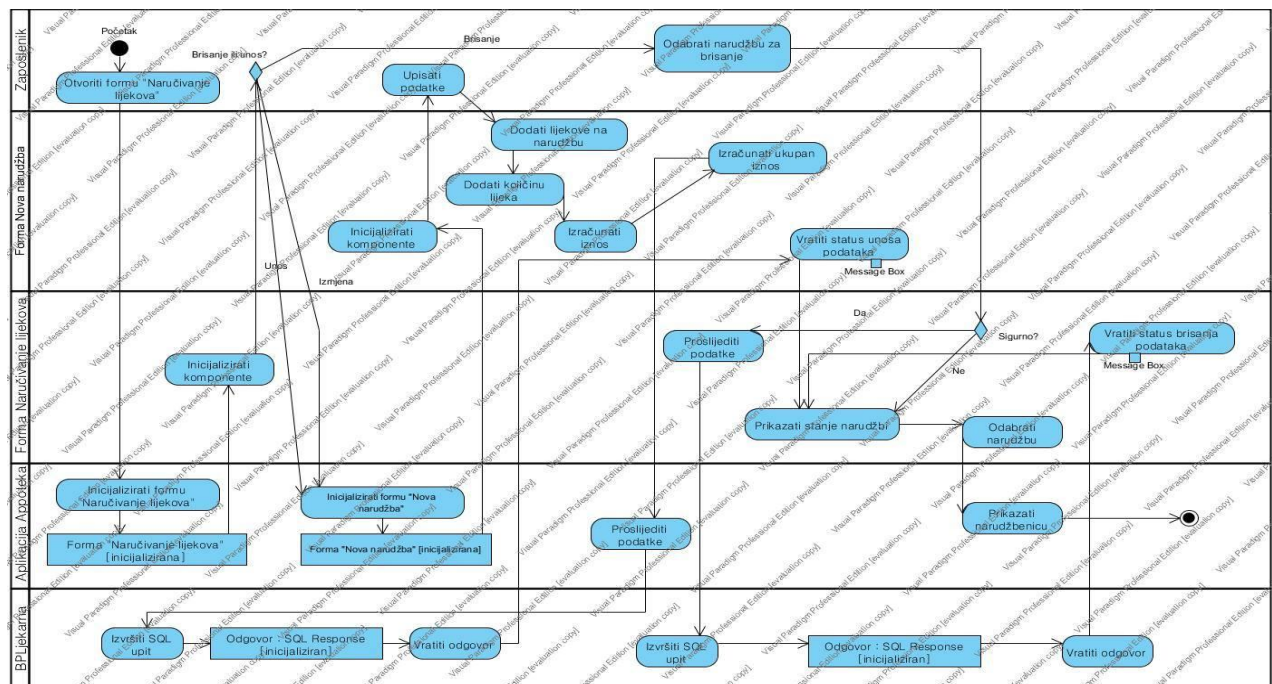 Zaposlenik
Početak
Otvoriti formu "Naručivanje
lijekova"
Brisanje ili unos?
Brisanje
Upisati
podatke
Odabrati narudžbu za
brisanje
Forma Nova narudžba
Dodati lijekove na
narudžbu
Dodati količinu
lijeka
Izračunati ukupan
iznos
Inicijalizirati
komponente
Izračunati
iznos
Vratiti status unosa
podataka
Message Box
Unos
Izmjena
Forma Naručivanje lijekova
Inicijalizirati
komponente
Proslijediti
podatke
Da
Sigurno?
Ne
Vratiti status brisanja
podataka
Message Box
Prikazati stanje narudžbi
Odabrati
narudžbu
Aplikacija Appoteka
Inicijalizirati formu
"Naručivanje lijekova"
Forma "Naručivanje lijekova"
[inicijalizirana]
Inicijalizirati formu "Nova
narudžba"
Forma "Nova narudžba" [inicijalizirana]
Proslijediti
podatke
Prikazati
narudžbenicu
BPLjekarna
Izvršiti SQL
upit
Odgovor : SQL Response
[inicijaliziran]
Vratiti odgovor
Izvršiti SQL
upit
Odgovor : SQL Response
[inicijaliziran]
Vratiti odgovor
Visual Paradigm Professional Edition [evaluation copy]